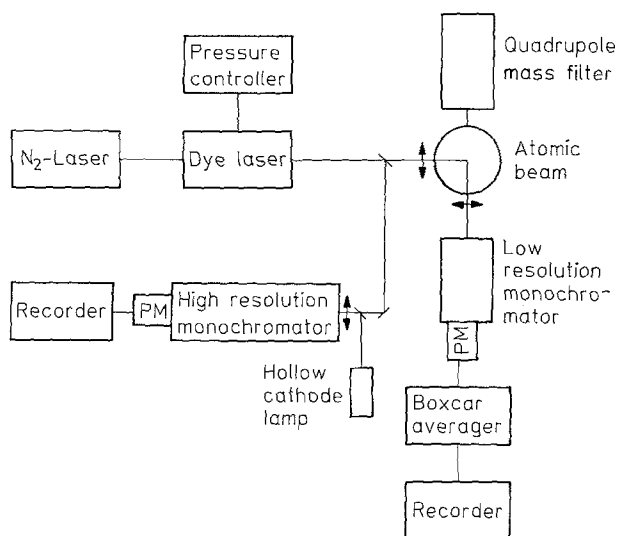 Pressure
controller
Quadrupole
mass filter
N2-Laser
Dye laser
Atomic
beam
Recorder
PM
High resolution
monochromator
Low
resolution
monochro-
mator
PM
Hollow
cathode
lamp
Boxcar
averager
Recorder